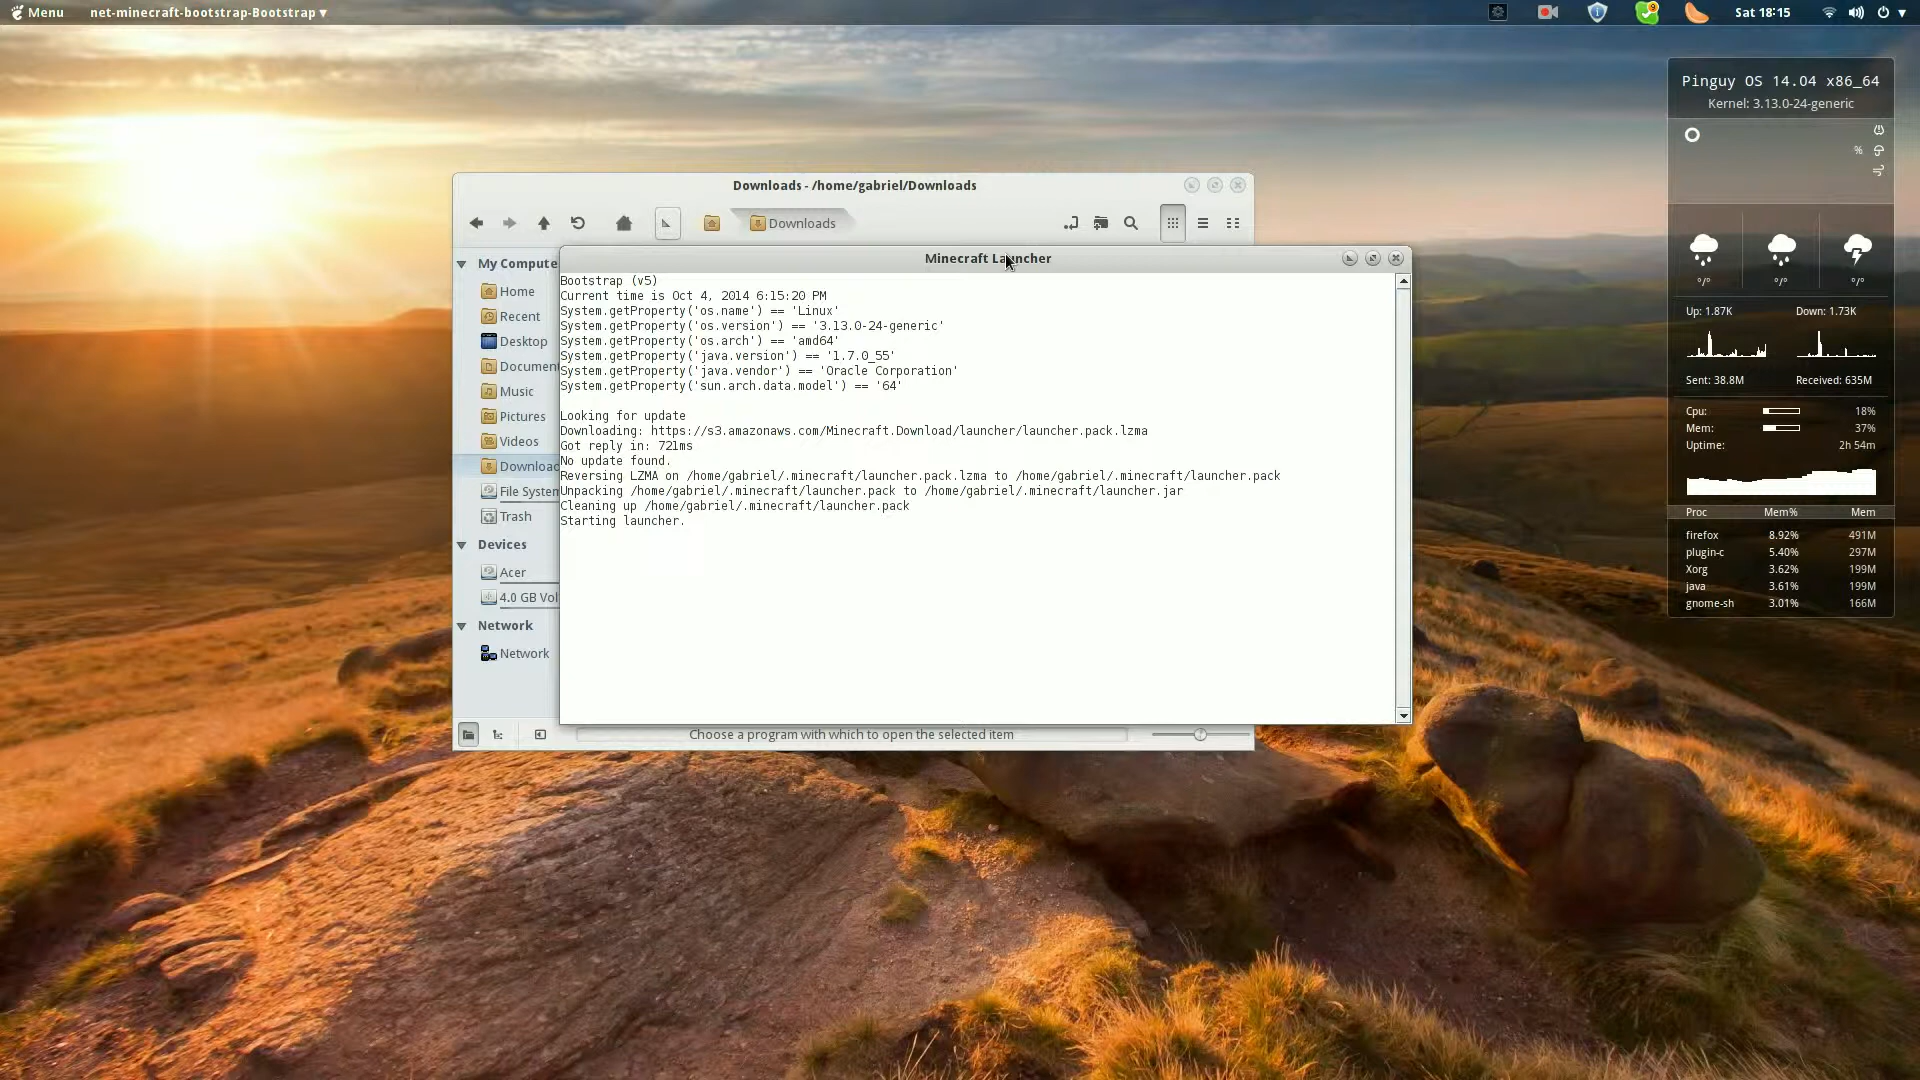 Menu
net-minecraft-bootstrap-Bootstrap ▾
Sat 18:15
Pinguy OS 14.04 x86_64
Kernel: 3.13.0-24-generic
%
°/° °/° °/°
Up: 1.87K Down: 1.73K
Sent: 38.8M Received: 635M
Cpu: 18%
Mem: 37%
Uptime: 2h 54m
Proc Mem% Mem
firefox 8.92% 491M
plugin-c 5.40% 297M
Xorg 3.62% 199M
java 3.61% 199M
gnome-sh 3.01% 166M
Downloads - /home/gabriel/Downloads
Downloads
My Compute
Home
Recent
Desktop
Documen
Music
Pictures
Videos
Downloac
File System
Trash
Devices
Acer
4.0 GB Vol
Network
Network
Choose a program with which to open the selected item
Minecraft Launcher
Bootstrap (v5)
Current time is Oct 4, 2014 6:15:20 PM
System.getProperty('os.name') == 'Linux'
System.getProperty('os.version') == '3.13.0-24-generic'
System.getProperty('os.arch') == 'amd64'
System.getProperty('java.version') == '1.7.0_55'
System.getProperty('java.vendor') == 'Oracle Corporation'
System.getProperty('sun.arch.data.model') == '64'
Looking for update
Downloading: https://s3.amazonaws.com/Minecraft.Download/launcher/launcher.pack.lzma
Got reply in: 721ms
No update found.
Reversing LZMA on /home/gabriel/.minecraft/launcher.pack.lzma to /home/gabriel/.minecraft/launcher.pack
Unpacking /home/gabriel/.minecraft/launcher.pack to /home/gabriel/.minecraft/launcher.jar
Cleaning up /home/gabriel/.minecraft/launcher.pack
Starting launcher.